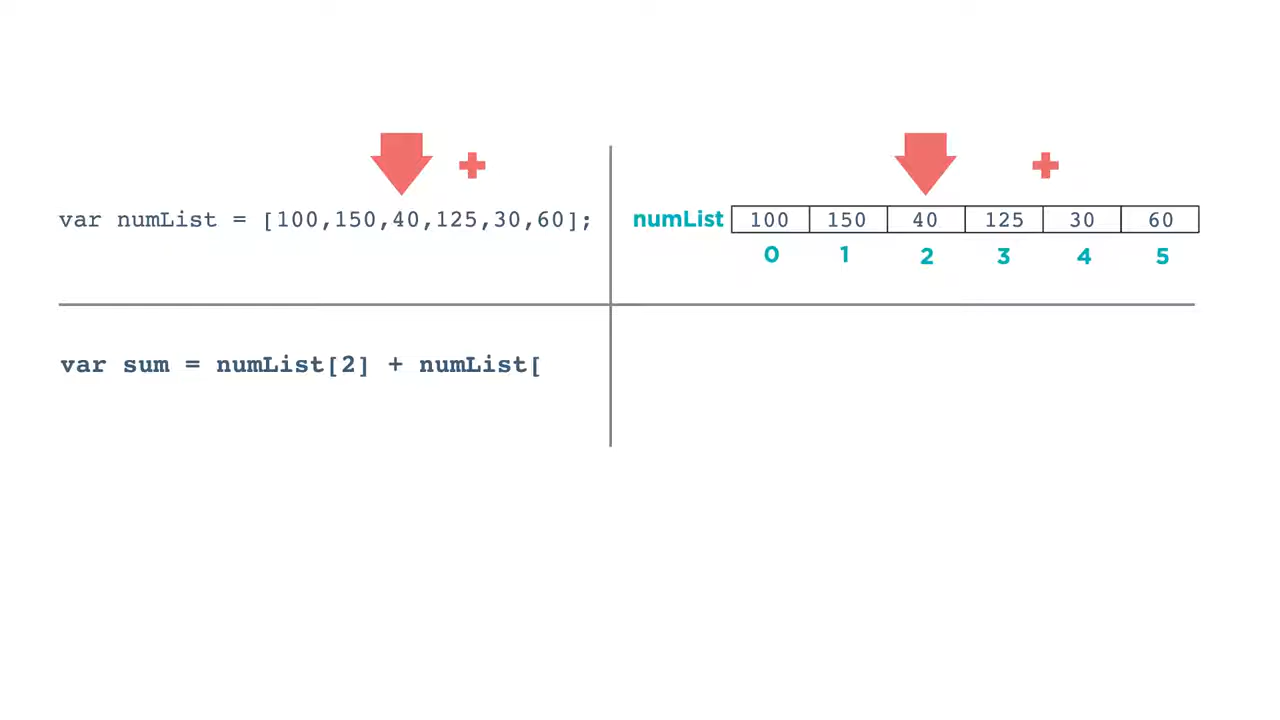 var numList = [100,150,40,125,30,60];
numList 100 150 40 125 30 60
0 1 2 3 4 5
var sum = numList[2] + numList[